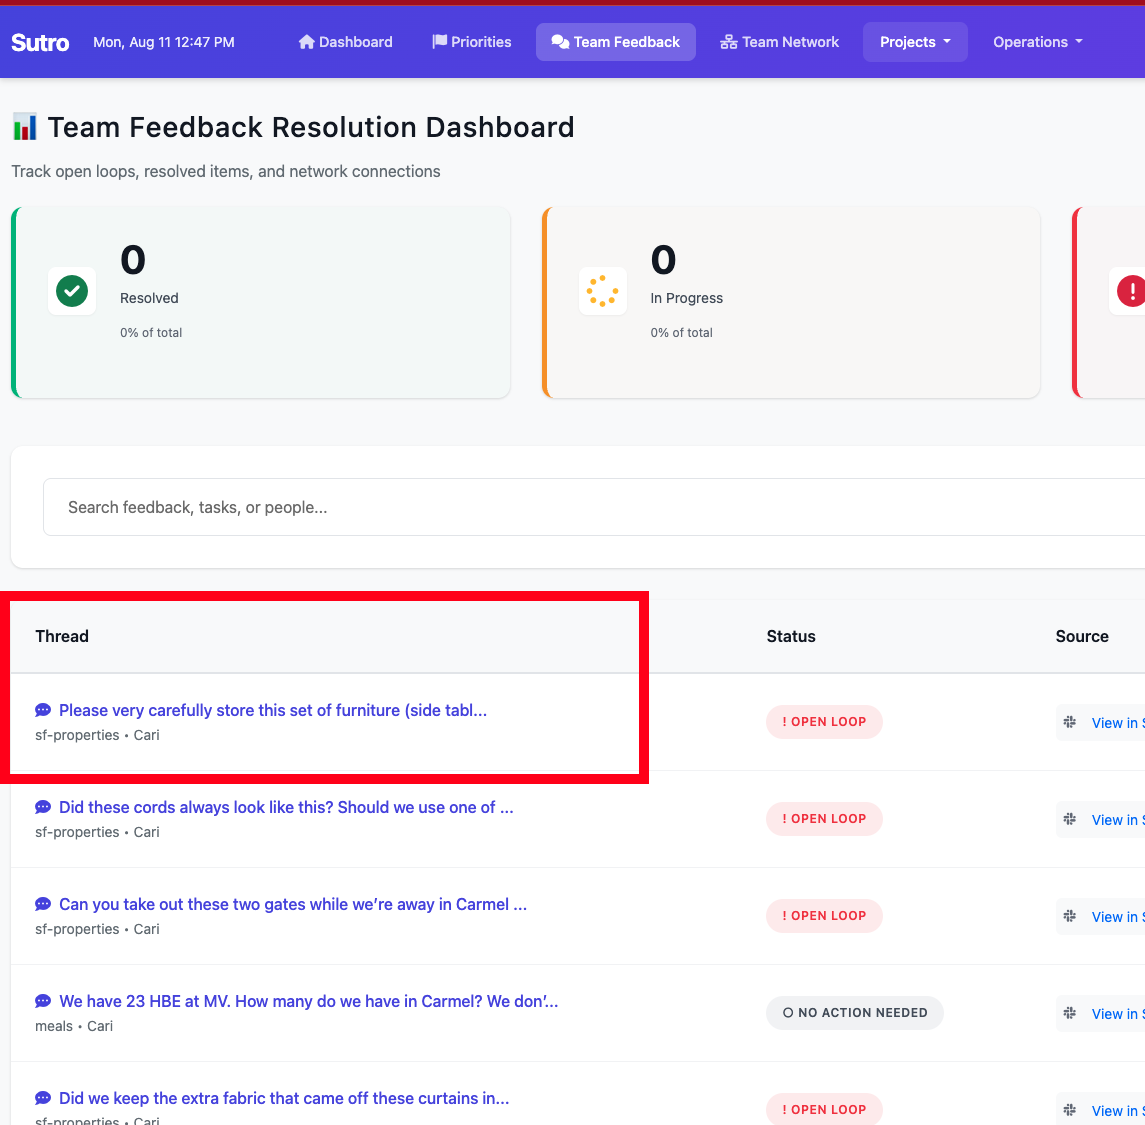 Sutro
Mon, Aug 11 12:47 PM
Dashboard
Priorities
Team Feedback
Team Network
Projects
Operations
Team Feedback Resolution Dashboard
Track open loops, resolved items, and network connections
0
Resolved
0% of total
0
In Progress
0% of total
Search feedback, tasks, or people...
Thread
Status
Source
Please very carefully store this set of furniture (side tabl...
sf-properties • Cari
! OPEN LOOP
View in
Did these cords always look like this? Should we use one of ...
sf-properties • Cari
! OPEN LOOP
View in
Can you take out these two gates while we’re away in Carmel ...
sf-properties • Cari
! OPEN LOOP
View in
We have 23 HBE at MV. How many do we have in Carmel? We don’...
meals • Cari
NO ACTION NEEDED
View in
Did we keep the extra fabric that came off these curtains in...
sf-properties • Cari
! OPEN LOOP
View in